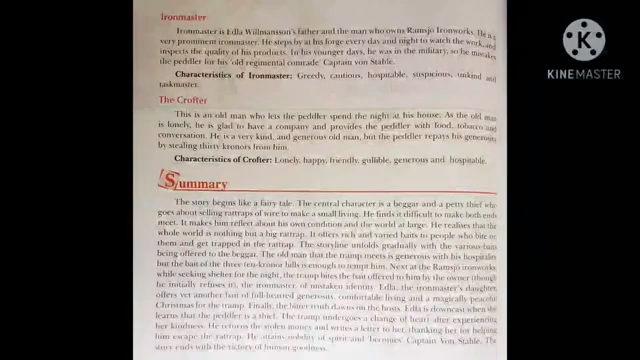 Ironmaster
Ironmaster is Edla Willmansson's father and the man who owns Ramsjo Ironworks. He is a
very prominent ironmaster. He steps by at his forge every day and night to watch the work, and
inspects the quality of his products. In his younger days, he was in the military, so he mistakes
the peddler for his 'old regimental comrade' Captain von Stahle.
Characteristics of Ironmaster: Greedy, cautious, hospitable, suspicious, unkind and
taskmaster.
The Crofter
This is an old man who lets the peddler spend the night at his house. As the old man
is lonely, he is glad to have a company and provides the peddler with food, tobacco and
conversation. He is a very kind, and generous old man, but the peddler repays his generosity
by stealing thirty kronors from him.
Characteristics of Crofter: Lonely, happy, friendly, gullible, generous and hospitable.
Summary
The story begins like a fairy tale. The central character is a beggar and a petty thief who
goes about selling rattraps of wire to make a small living. He finds it difficult to make both ends
meet. It makes him reflect about his own condition and the world at large. He realises that the
whole world is nothing but a big rattrap. It offers rich and varied baits to people who bite to
them and get trapped in the rattrap. The storyline unfolds gradually with the various baits
being offered to the beggar. The old man that the tramp meets is generous with his hospitality
but the bait of the three ten-kronor bills is enough to tempt him. Next at the Ramsjo ironworks
while seeking shelter for the night, the tramp bites the bait offered to him by the owner (though
he initially refuses it), the ironmaster of mistaken identity. Edla, the ironmaster's daughter,
offers yet another bait of full-hearted generosity, comfortable living and a magically peaceful
Christmas for the tramp. Finally, the bitter truth dawns on the hosts. Edla is downcast when she
learns that the peddler is a thief. The tramp undergoes a change of heart after experiencing
her kindness. He returns the stolen money and writes a letter to her, thanking her for helping
him escape the rattrap. He attains nobility of spirit and 'becomes' Captain Von Stahle. The
story ends with the victory of human goodness.
KINEMASTER